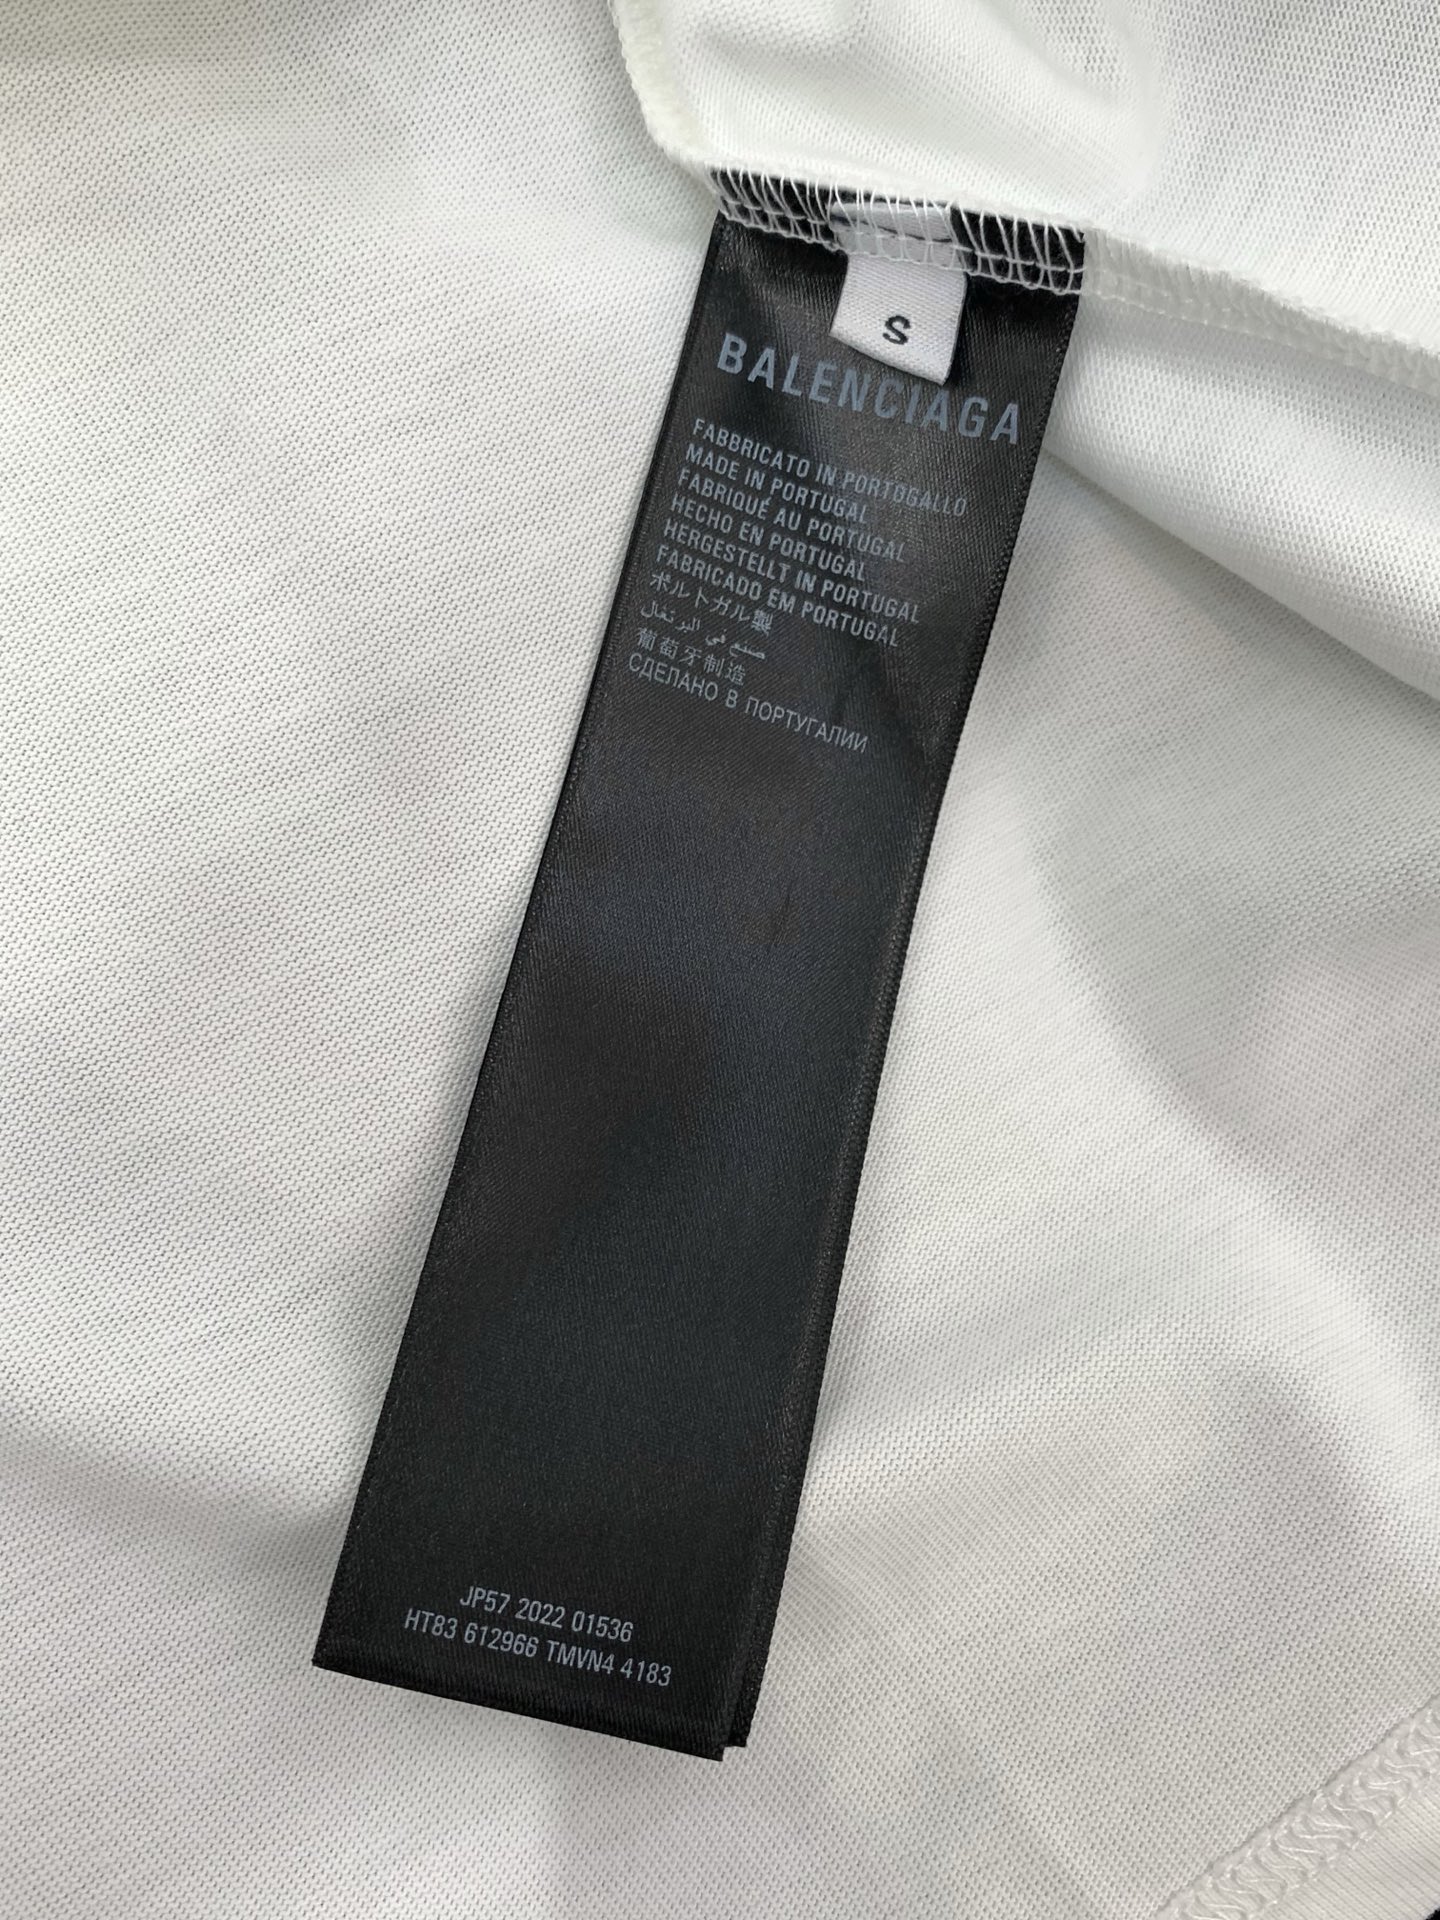 S
BALENCIAGA
FABBRICATO IN PORTOGALLO
MADE IN PORTUGAL
FABRIQUÉ AU PORTUGAL
HECHO EN PORTUGAL
HERGESTELLT IN PORTUGAL
FABRICADO EM PORTUGAL
ポルトガル製
صنع في البرتغال
葡萄牙制造
СДЕЛАНО В ПОРТУГАЛИИ
JP57 2022 01536
HT83 612966 TMVN4 4183